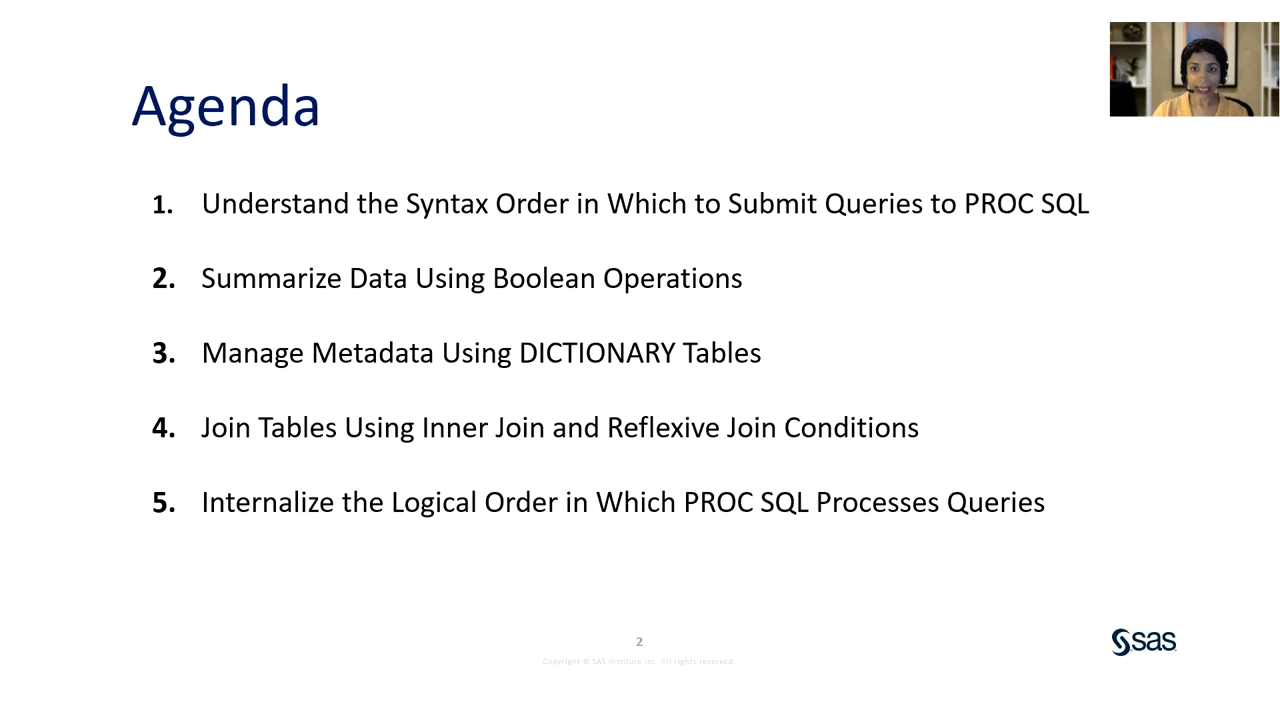 Agenda
1. Understand the Syntax Order in Which to Submit Queries to PROC SQL
2. Summarize Data Using Boolean Operations
3. Manage Metadata Using DICTIONARY Tables
4. Join Tables Using Inner Join and Reflexive Join Conditions
5. Internalize the Logical Order in Which PROC SQL Processes Queries
2
Copyright © SAS Institute Inc. All rights reserved.
sas